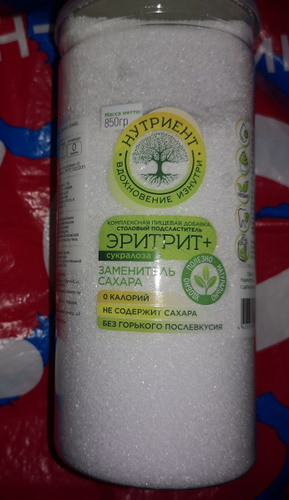 Масса нетто:
850гр
НУТРИЕНТ
ВДОХНОВЕНИЕ ИЗНУТРИ
КОМПЛЕКСНАЯ ПИЩЕВАЯ ДОБАВКА
СТОЛОВЫЙ ПОДСЛАСТИТЕЛЬ
ЭРИТРИТ+
сукралоза
ЗАМЕНИТЕЛЬ
САХАРА
ПОЛЕЗНО
0 КАЛОРИЙ
НЕ СОДЕРЖИТ САХАРА
БЕЗ ГОРЬКОГО ПОСЛЕВКУСИЯ